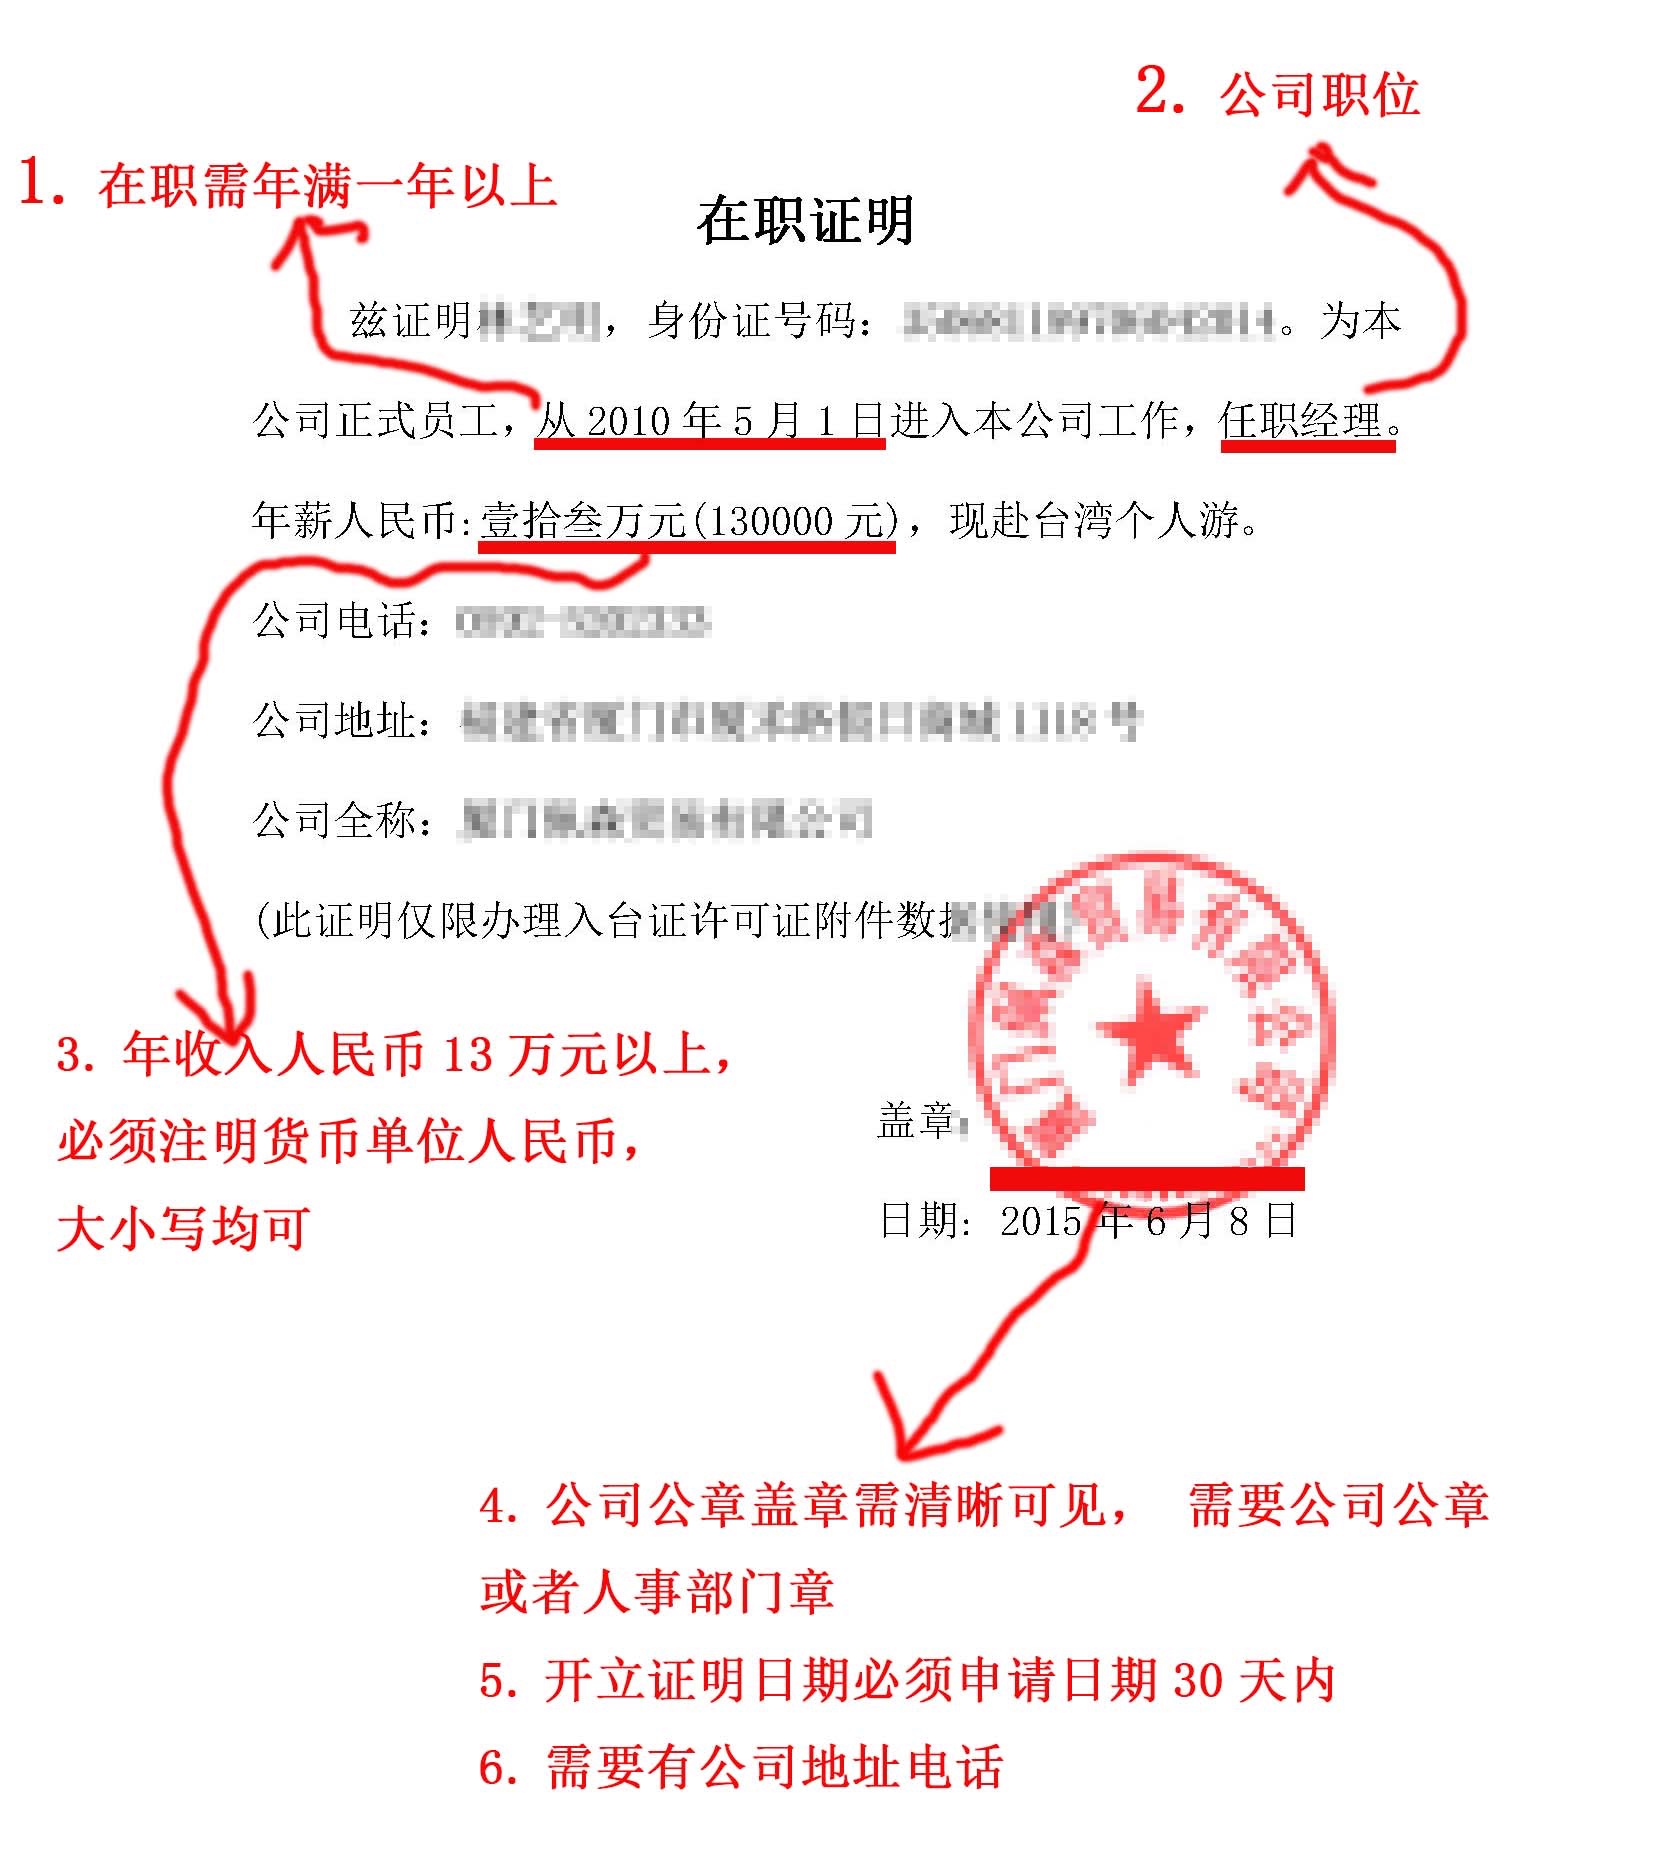 2. 公司职位
1. 在职需年满一年以上
在职证明
兹证明，身份证号码：。为本
公司正式员工，从 2010 年 5 月 1 日进入本公司工作，任职经理。
年薪人民币:壹拾叁万元(130000 元)，现赴台湾个人游。
公司电话：
公司地址：号
公司全称：
(此证明仅限办理入台证许可证附件数据
3. 年收入人民币 13 万元以上，
必须注明货币单位人民币，
大小写均可
盖章:
日期: 2015 年 6 月 8 日
4. 公司公章盖章需清晰可见， 需要公司公章
或者人事部门章
5. 开立证明日期必须申请日期 30 天内
6. 需要有公司地址电话